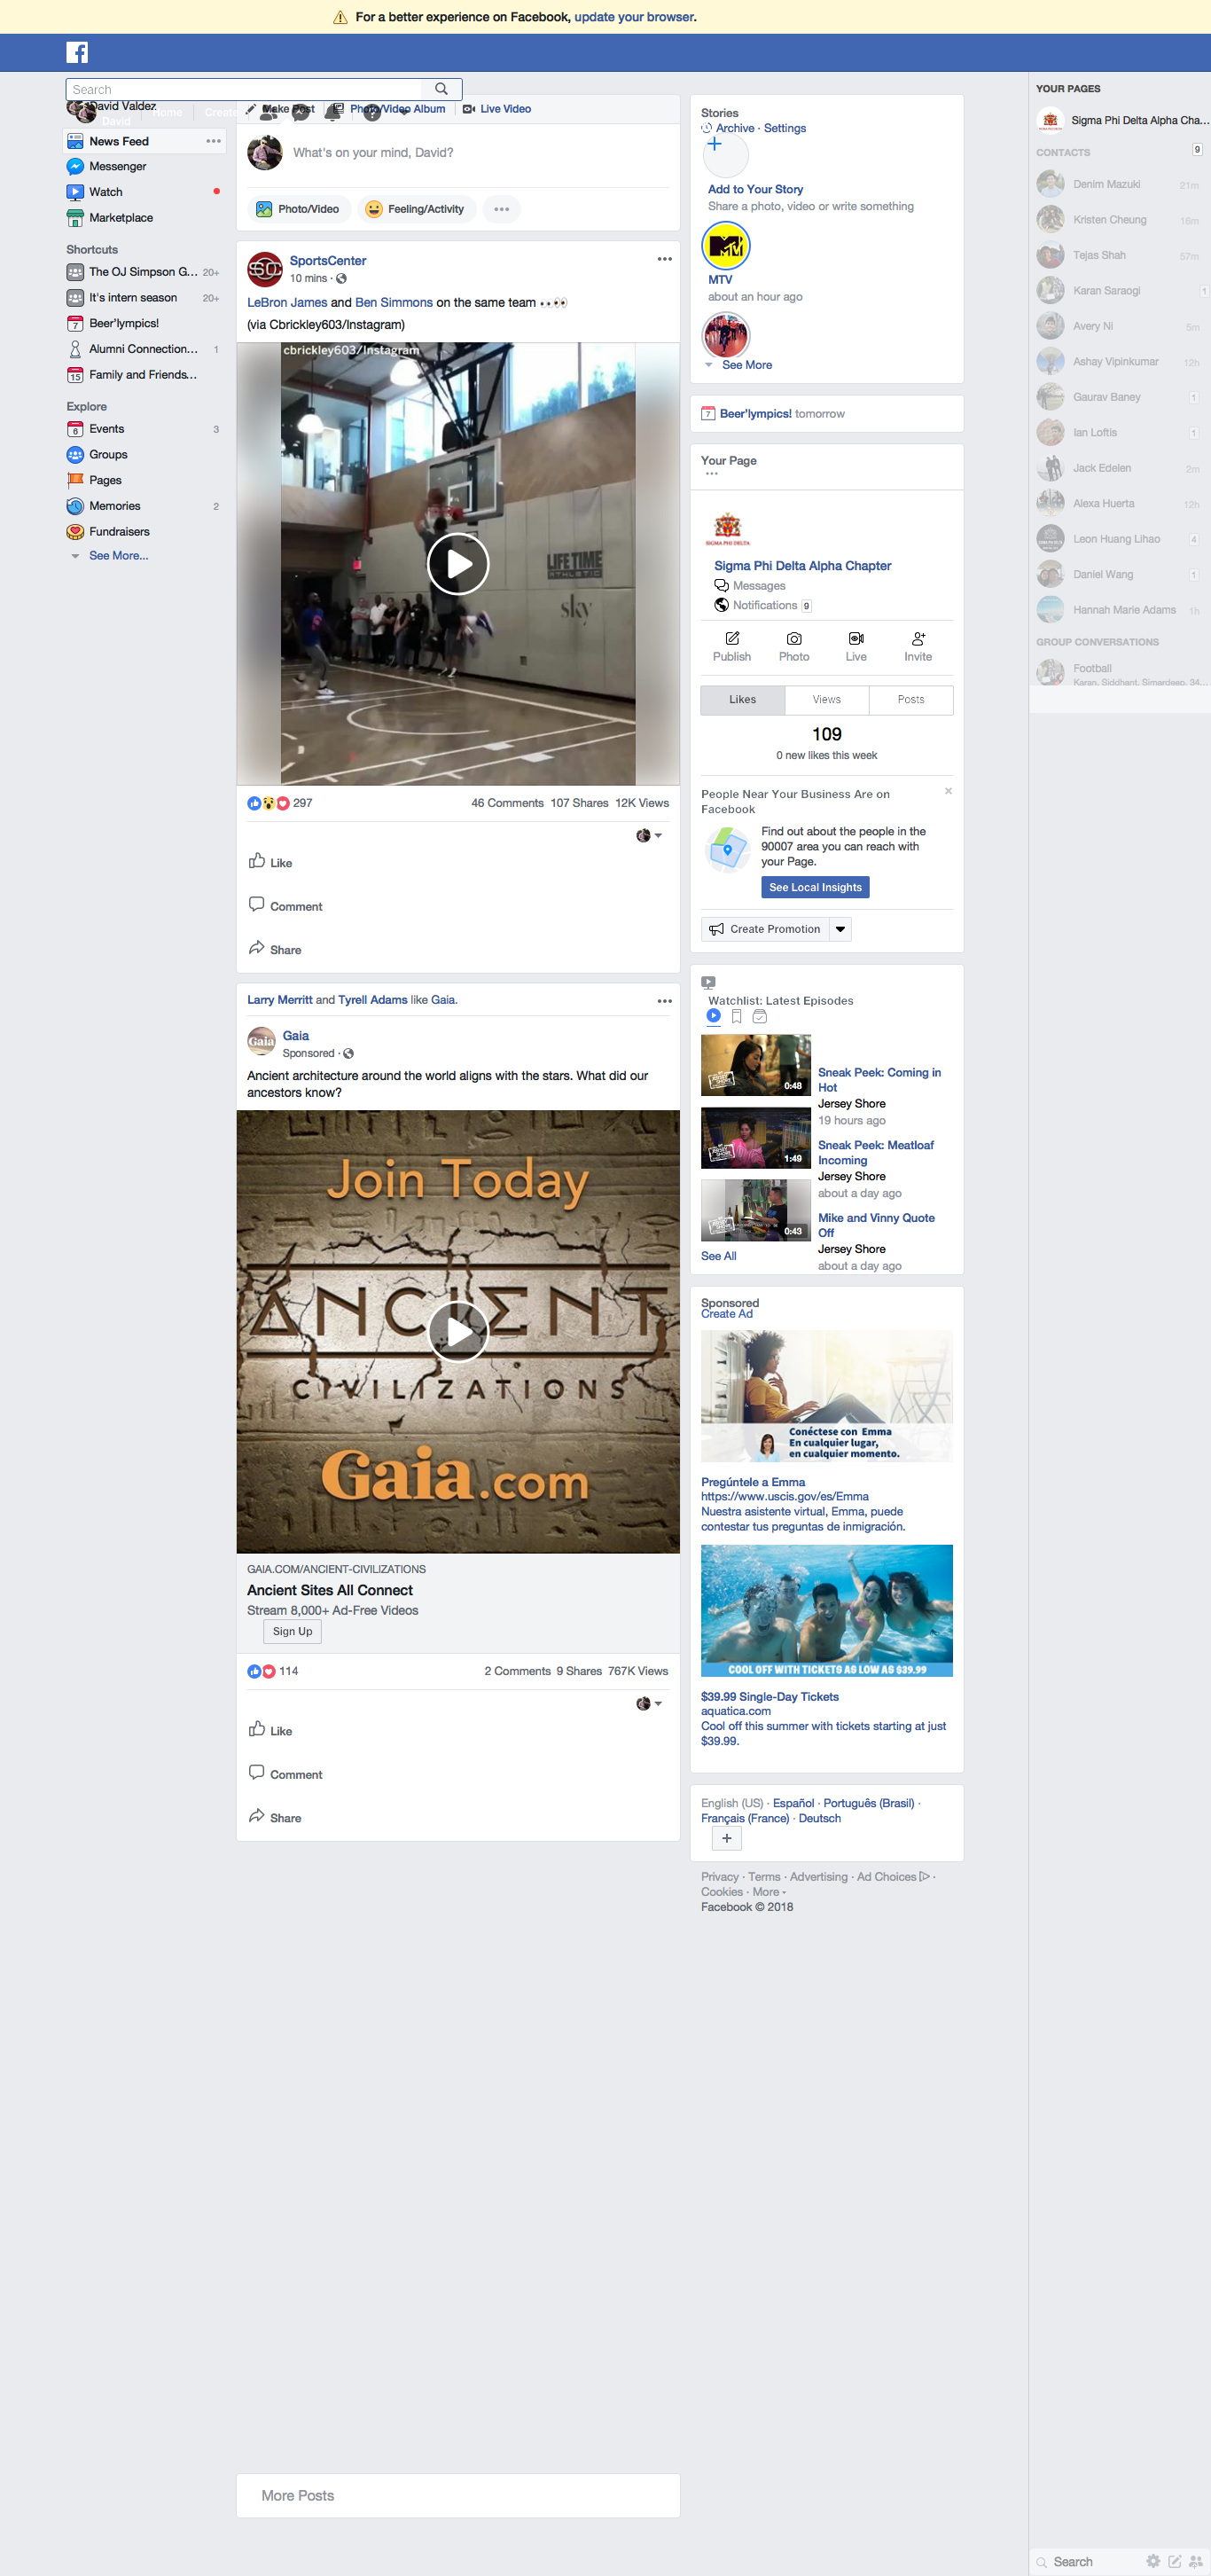 For a better experience on Facebook, update your browser.
Search
David Valdez
David
Home
Create
News Feed
Messenger
Watch
Marketplace
Shortcuts
The OJ Simpson G... 20+
It's intern season 20+
Beer'lympics!
Alumni Connection... 1
Family and Friends...
Explore
Events 3
Groups
Pages
Memories 2
Fundraisers
See More...
Make Post
Photo/Video Album
Live Video
What's on your mind, David?
Photo/Video
Feeling/Activity
SportsCenter
10 mins ·
LeBron James and Ben Simmons on the same team
(via Cbrickley603/Instagram)
cbrickley603/Instagram
LIFE TIME
ATHLETIC
sky
297
46 Comments 107 Shares 12K Views
Like
Comment
Share
Larry Merritt and Tyrell Adams like Gaia.
Gaia
Gaia
Sponsored ·
Ancient architecture around the world aligns with the stars. What did our
ancestors know?
Join Today
ANCIENT
CIVILIZATIONS
Gaia.com
GAIA.COM/ANCIENT-CIVILIZATIONS
Ancient Sites All Connect
Stream 8,000+ Ad-Free Videos
Sign Up
114
2 Comments 9 Shares 767K Views
Like
Comment
Share
More Posts
Stories
Archive · Settings
Add to Your Story
Share a photo, video or write something
MTV
about an hour ago
See More
7 Beer'lympics! tomorrow
Your Page
SIGMA PHI DELTA
Sigma Phi Delta Alpha Chapter
Messages
Notifications 9
Publish Photo Live Invite
Likes Views Posts
109
0 new likes this week
People Near Your Business Are on
Facebook
Find out about the people in the
90007 area you can reach with
your Page.
See Local Insights
Create Promotion
Watchlist: Latest Episodes
0:48
Sneak Peek: Coming in
Hot
Jersey Shore
19 hours ago
1:49
Sneak Peek: Meatloaf
Incoming
Jersey Shore
about a day ago
0:43
Mike and Vinny Quote
Off
Jersey Shore
about a day ago
See All
Sponsored
Create Ad
Conéctese con Emma
En cualquier lugar,
en cualquier momento.
Pregúntele a Emma
https://www.uscis.gov/es/Emma
Nuestra asistente virtual, Emma, puede
contestar tus preguntas de inmigración.
COOL OFF WITH TICKETS AS LOW AS $39.99
$39.99 Single-Day Tickets
aquatica.com
Cool off this summer with tickets starting at just
$39.99.
English (US) · Español · Português (Brasil) ·
Français (France) · Deutsch
Privacy · Terms · Advertising · Ad Choices ·
Cookies · More
Facebook © 2018
YOUR PAGES
Sigma Phi Delta Alpha Cha...
9
CONTACTS
Denim Mazuki 21m
Kristen Cheung 16m
Tejas Shah 57m
Karan Saraogi 1
Avery Ni 5m
Ashay Vipinkumar 12h
Gaurav Baney 1
Ian Loftis 1
Jack Edelen 2m
Alexa Huerta 12h
Leon Huang Lihao 4
Daniel Wang 1
Hannah Marie Adams 1h
GROUP CONVERSATIONS
Football
Karan, Siddhant, Simardeep, 34...
Search